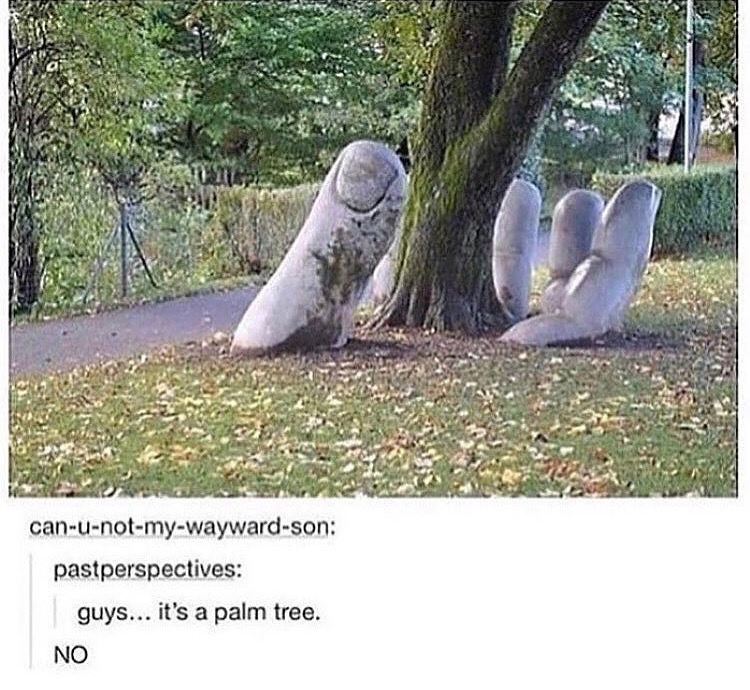 can-u-not-my-wayward-son:
pastperspectives:
guys... it's a palm tree.
NO